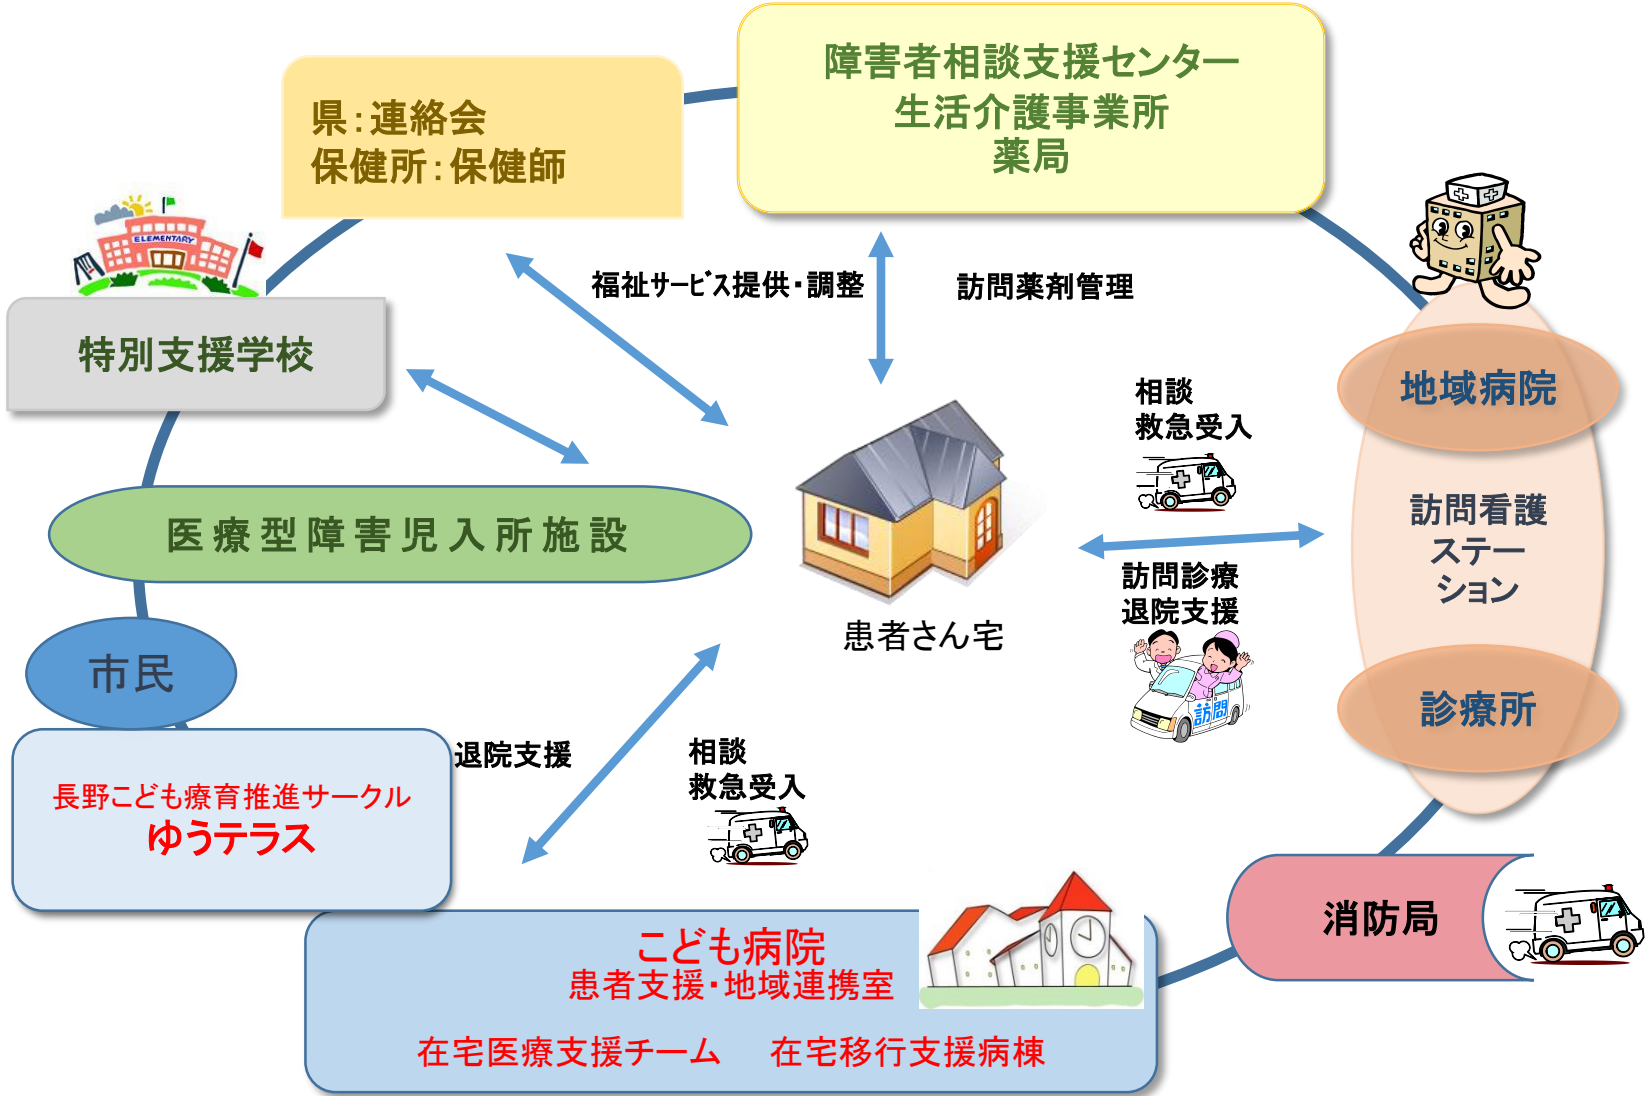 障害者相談支援センター
生活介護事業所
薬局
県：連絡会
保健所：保健師
ELEMENTARY
特別支援学校
福祉サービス提供・調整
訪問薬剤管理
相談
救急受入
地域病院
訪問看護
ステー
ション
診療所
医療型障害児入所施設
訪問診療
退院支援
訪問
患者さん宅
市民
長野こども療育推進サークル
ゆうテラス
退院支援
相談
救急受入
消防局
こども病院
患者支援・地域連携室
在宅医療支援チーム　在宅移行支援病棟